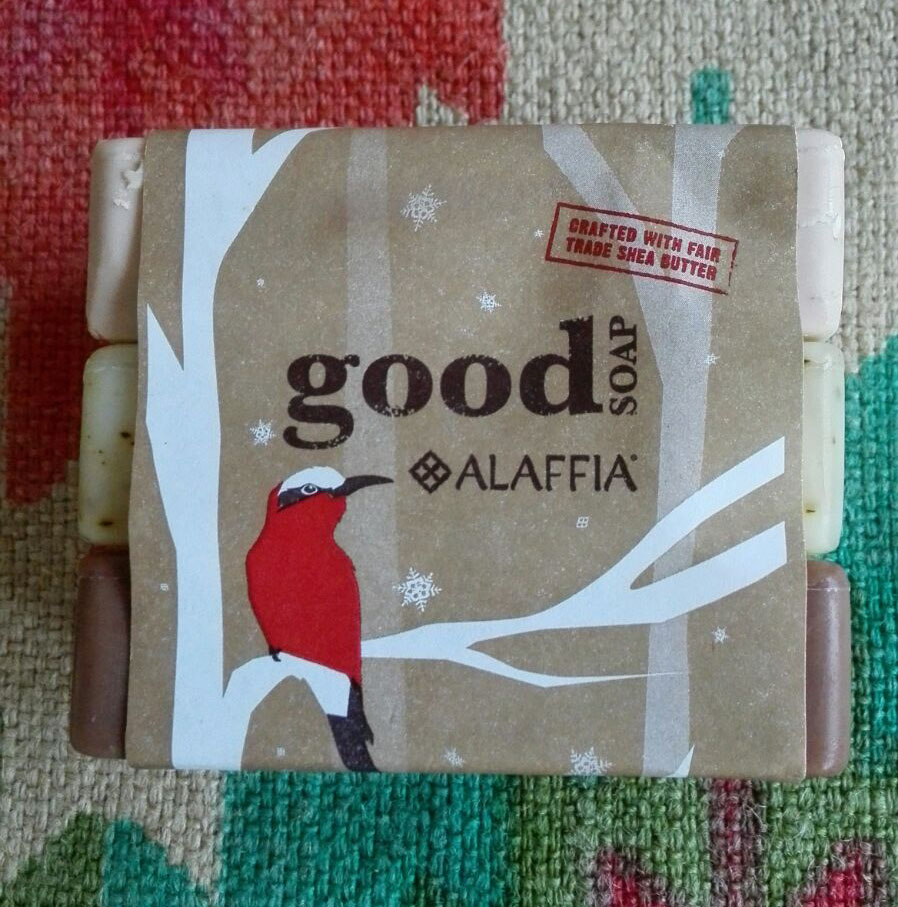 CRAFTED WITH FAIR
TRADE SHEA BUTTER
good SOAP
ALAFFIA